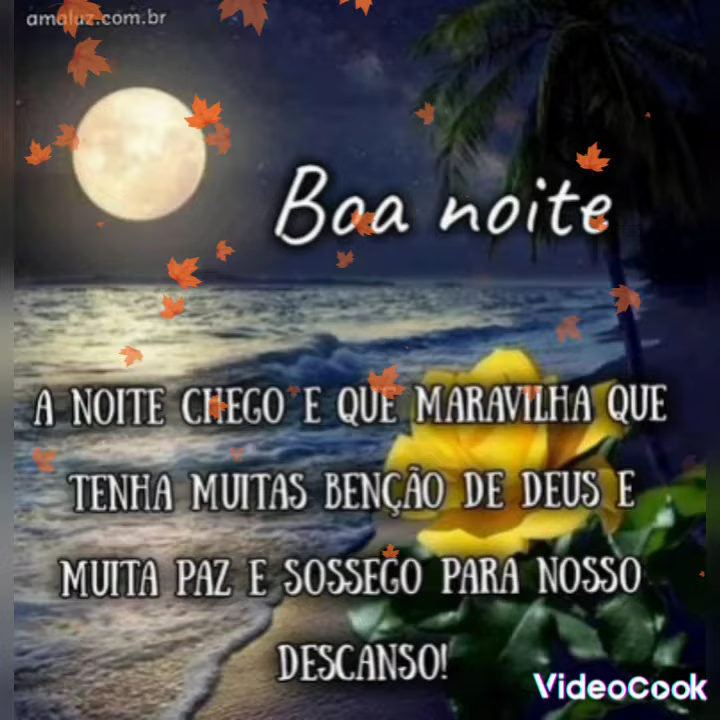 amaluz.com.br
Boa noite
A NOITE CHEGO E QUE MARAVILHA QUE
TENHA MUITAS BENÇÃO DE DEUS E
MUITA PAZ E SOSSEGO PARA NOSSO
DESCANSO!
VideoCook